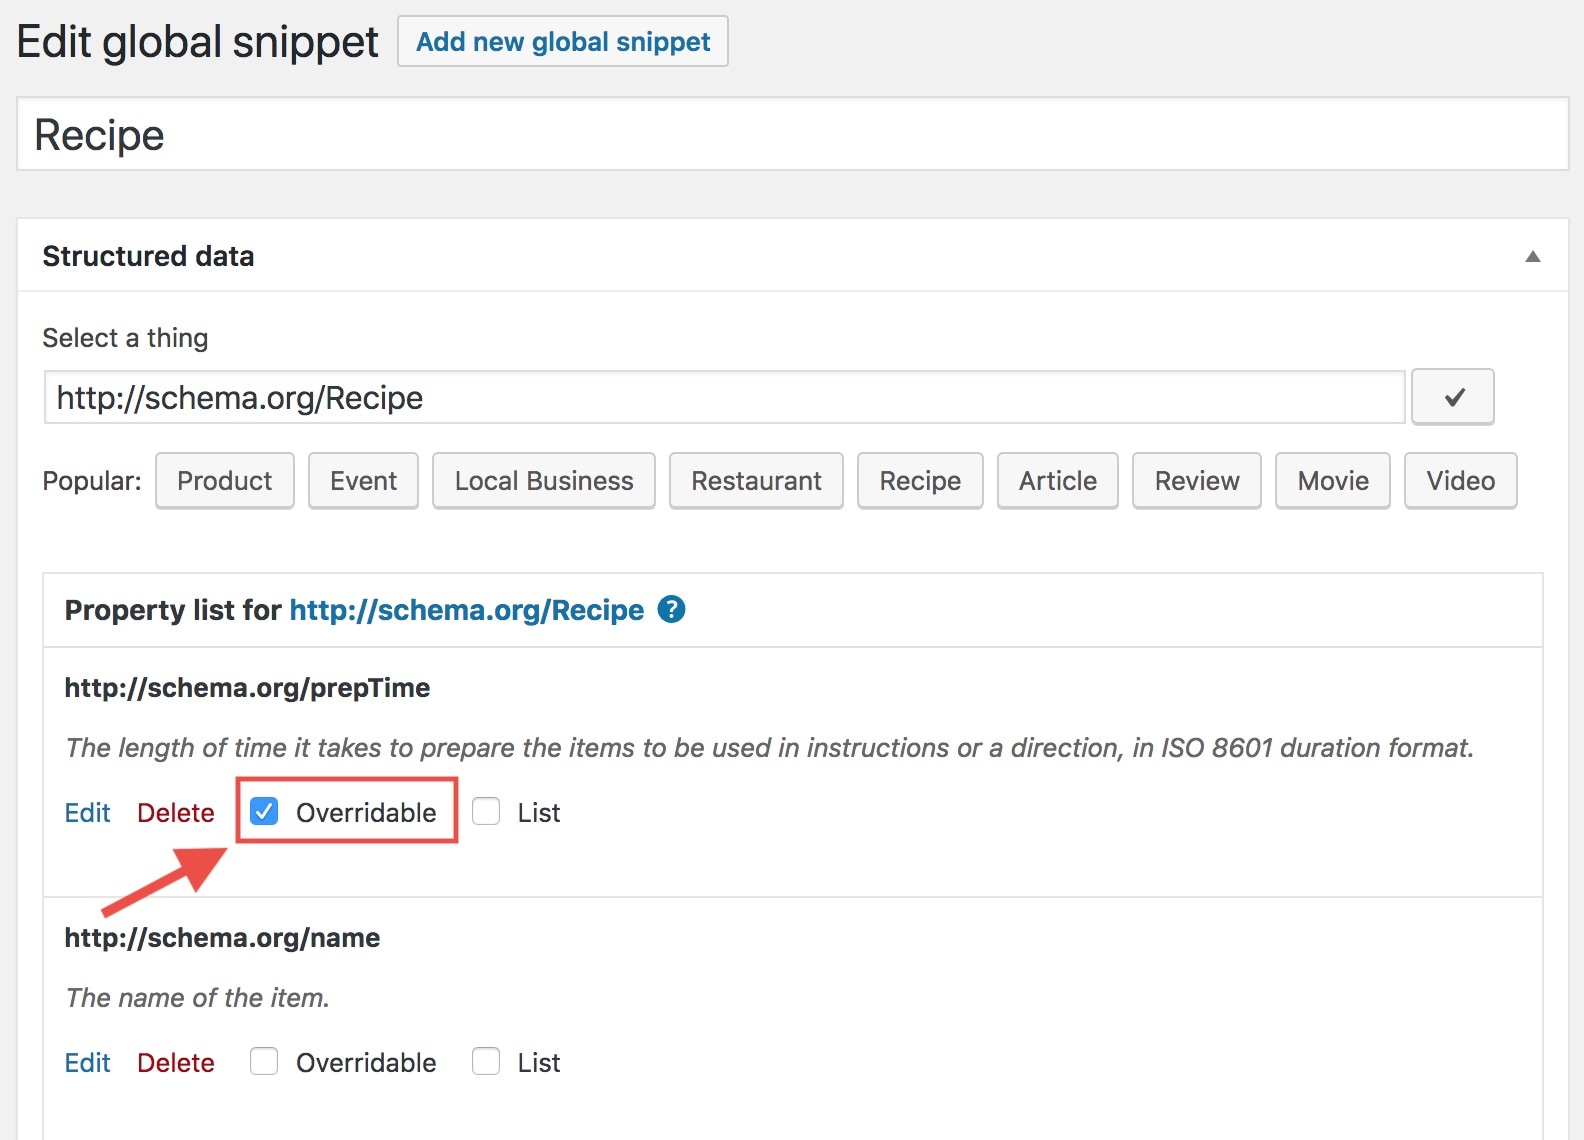 Edit global snippet Add new global snippet
Recipe
Structured data
Select a thing
http://schema.org/Recipe
Popular: Product Event Local Business Restaurant Recipe Article Review Movie Video
Property list for http://schema.org/Recipe ?
http://schema.org/prepTime
The length of time it takes to prepare the items to be used in instructions or a direction, in ISO 8601 duration format.
Edit Delete Overridable List
http://schema.org/name
The name of the item.
Edit Delete Overridable List